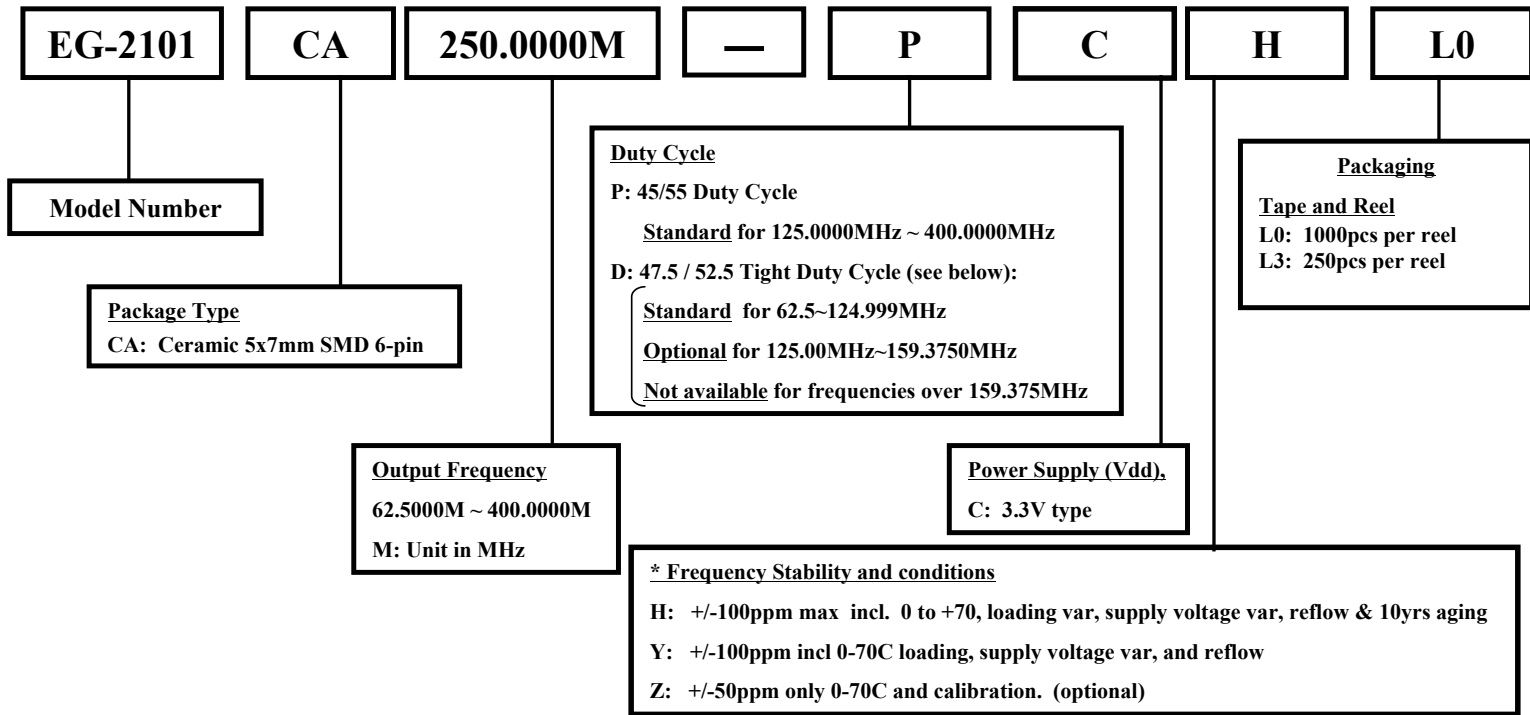 EG-2101 CA 250.0000M — P C H L0
Model Number
Package Type
CA: Ceramic 5x7mm SMD 6-pin
Output Frequency
62.5000M ~ 400.0000M
M: Unit in MHz
Duty Cycle
P: 45/55 Duty Cycle
Standard for 125.0000MHz ~ 400.0000MHz
D: 47.5 / 52.5 Tight Duty Cycle (see below):
Standard for 62.5~124.999MHz
Optional for 125.00MHz~159.3750MHz
Not available for frequencies over 159.375MHz
Power Supply (Vdd),
C: 3.3V type
* Frequency Stability and conditions
H: +/-100ppm max incl. 0 to +70, loading var, supply voltage var, reflow & 10yrs aging
Y: +/-100ppm incl 0-70C loading, supply voltage var, and reflow
Z: +/-50ppm only 0-70C and calibration. (optional)
Packaging
Tape and Reel
L0: 1000pcs per reel
L3: 250pcs per reel